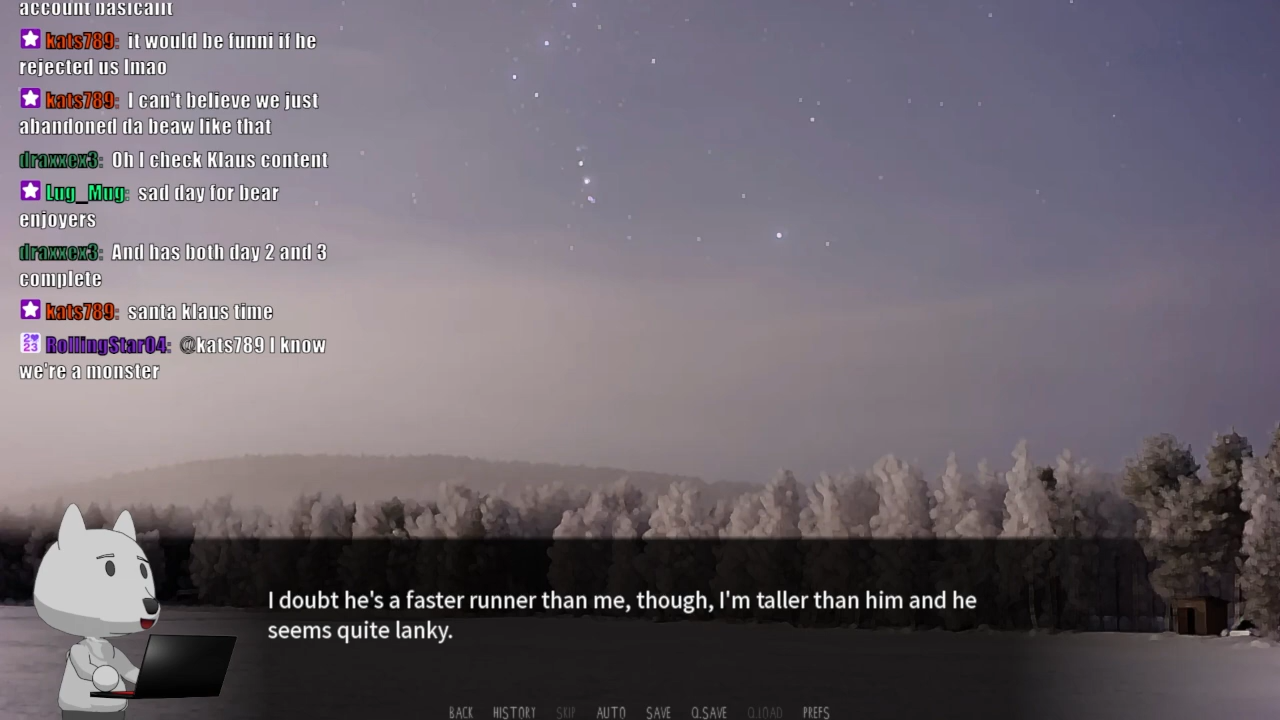 account basicallt
kats789: it would be funni if he
rejected us lmao
kats789: I can't believe we just
abandoned da beaw like that
draxxex3: Oh I check Klaus content
Lug_Mug: sad day for bear
enjoyers
draxxex3: And has both day 2 and 3
complete
kats789: santa klaus time
RollingStar04: @kats789 I know
we're a monster
I doubt he's a faster runner than me, though, I'm taller than him and he
seems quite lanky.
BACK HISTORY SKIP AUTO SAVE Q.SAVE Q.LOAD PREFS